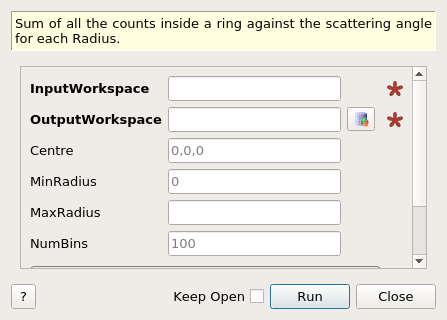 Sum of all the counts inside a ring against the scattering angle
for each Radius.
InputWorkspace
OutputWorkspace
Centre 0,0,0
MinRadius 0
MaxRadius
NumBins 100
? Keep Open Run Close